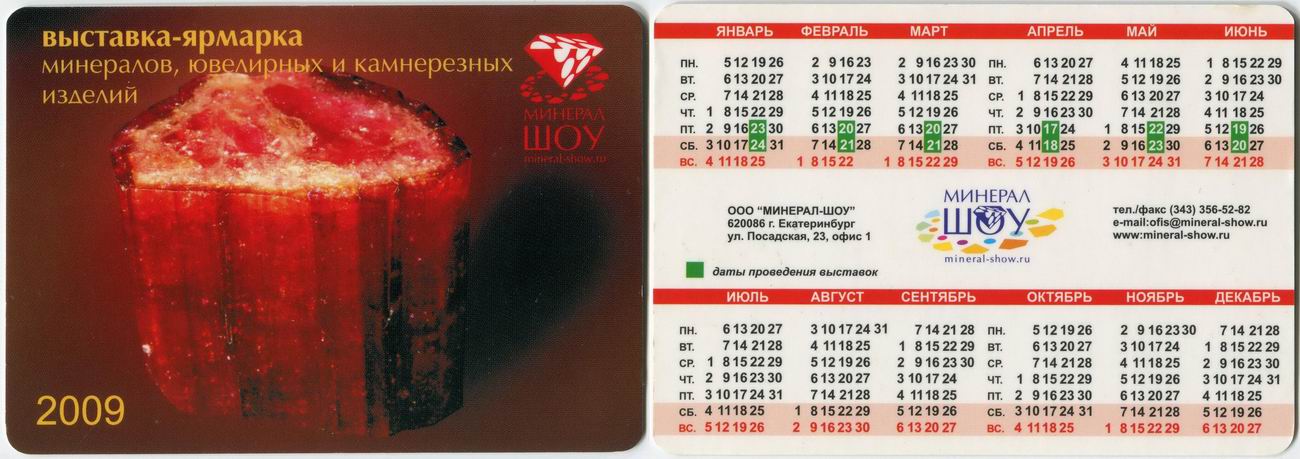 выставка-ярмарка
минералов, ювелирных и камнерезных
изделий
МИНЕРАЛ
ШОУ
mineral-show.ru
2009
ЯНВАРЬ ФЕВРАЛЬ МАРТ АПРЕЛЬ МАЙ ИЮНЬ
ПН. 5 12 19 26 2 9 16 23 2 9 16 23 30 ПН. 6 13 20 27 4 11 18 25 1 8 15 22 29
ВТ. 6 13 20 27 3 10 17 24 3 10 17 24 31 ВТ. 7 14 21 28 5 12 19 26 2 9 16 23 30
СР. 7 14 21 28 4 11 18 25 4 11 18 25 СР. 1 8 15 22 29 6 13 20 27 3 10 17 24
ЧТ. 1 8 15 22 29 5 12 19 26 5 12 19 26 ЧТ. 2 9 16 23 30 7 14 21 28 4 11 18 25
ПТ. 2 9 16 23 30 6 13 20 27 6 13 20 27 ПТ. 3 10 17 24 1 8 15 22 29 5 12 19 26
СБ. 3 10 17 24 31 7 14 21 28 7 14 21 28 СБ. 4 11 18 25 2 9 16 23 30 6 13 20 27
ВС. 4 11 18 25 1 8 15 22 1 8 15 22 29 ВС. 5 12 19 26 3 10 17 24 31 7 14 21 28
ООО “МИНЕРАЛ-ШОУ”
620086 г. Екатеринбург
ул. Посадская, 23, офис 1
МИНЕРАЛ
ШОУ
mineral-show.ru
тел./факс (343) 356-52-82
e-mail:ofis@mineral-show.ru
www:mineral-show.ru
даты проведения выставок
ИЮЛЬ АВГУСТ СЕНТЯБРЬ ОКТЯБРЬ НОЯБРЬ ДЕКАБРЬ
ПН. 6 13 20 27 3 10 17 24 31 7 14 21 28 ПН. 5 12 19 26 2 9 16 23 30 7 14 21 28
ВТ. 7 14 21 28 4 11 18 25 1 8 15 22 29 ВТ. 6 13 20 27 3 10 17 24 1 8 15 22 29
СР. 1 8 15 22 29 5 12 19 26 2 9 16 23 30 СР. 7 14 21 28 4 11 18 25 2 9 16 23 30
ЧТ. 2 9 16 23 30 6 13 20 27 3 10 17 24 ЧТ. 1 8 15 22 29 5 12 19 26 3 10 17 24 31
ПТ. 3 10 17 24 31 7 14 21 28 4 11 18 25 ПТ. 2 9 16 23 30 6 13 20 27 4 11 18 25
СБ. 4 11 18 25 1 8 15 22 29 5 12 19 26 СБ. 3 10 17 24 31 7 14 21 28 5 12 19 26
ВС. 5 12 19 26 2 9 16 23 30 6 13 20 27 ВС. 4 11 18 25 1 8 15 22 29 6 13 20 27